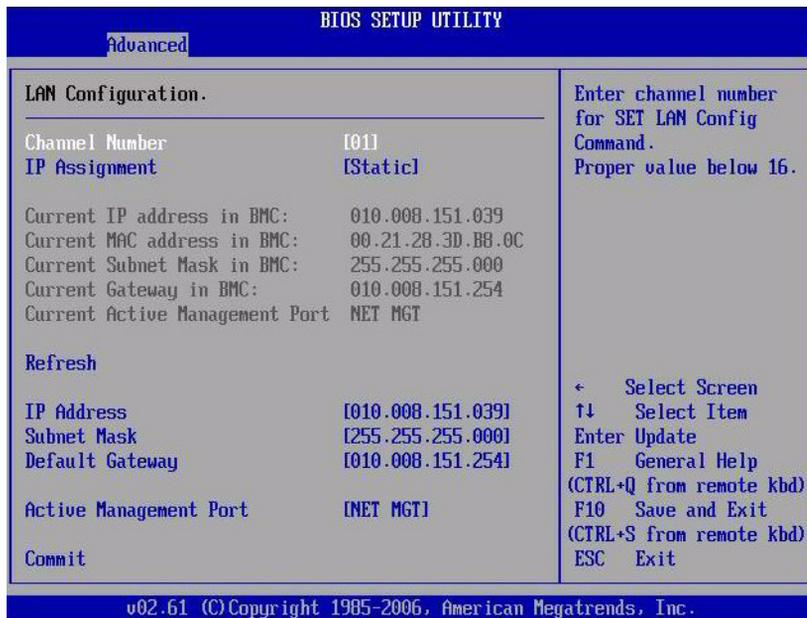 BIOS SETUP UTILITY
Advanced
LAN Configuration.
Channel Number [01]
IP Assignment [Static]
Current IP address in BMC: 010.008.151.039
Current MAC address in BMC: 00.21.28.3D.B8.0C
Current Subnet Mask in BMC: 255.255.255.000
Current Gateway in BMC: 010.008.151.254
Current Active Management Port NET MGT
Refresh
IP Address [010.008.151.039]
Subnet Mask [255.255.255.000]
Default Gateway [010.008.151.254]
Active Management Port [NET MGT]
Commit
Enter channel number
for SET LAN Config
Command.
Proper value below 16.
← Select Screen
↑↓ Select Item
Enter Update
F1 General Help
(CTRL+Q from remote kbd)
F10 Save and Exit
(CTRL+S from remote kbd)
ESC Exit
v02.61 (C)Copyright 1985-2006, American Megatrends, Inc.